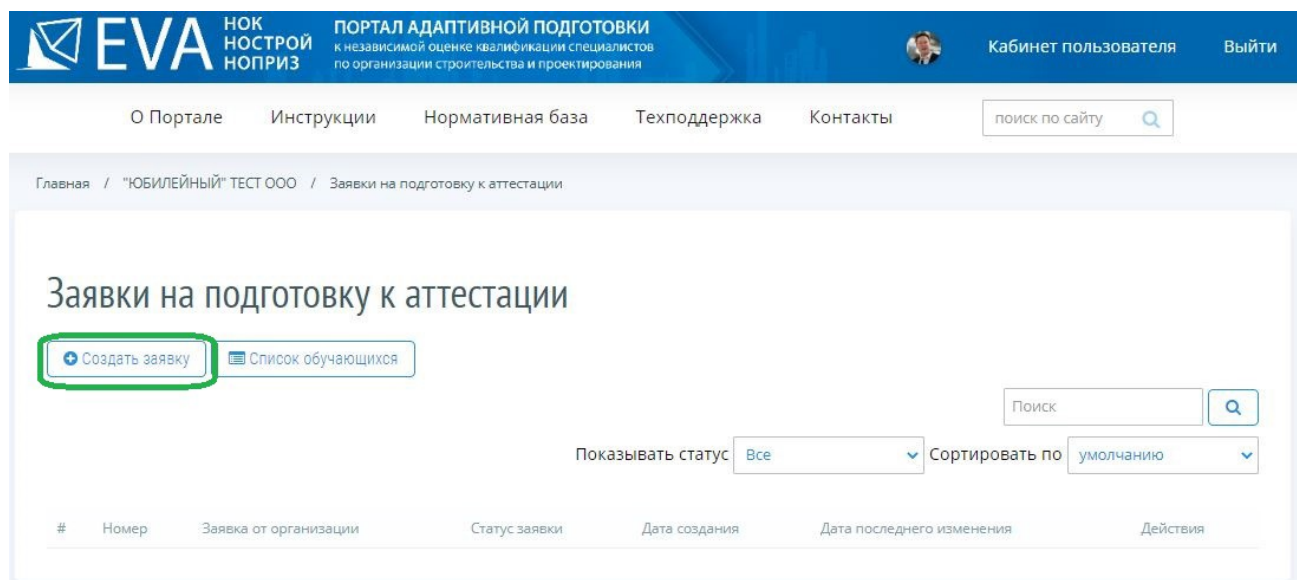 EVA НОК НОСТРОЙ НОПРИЗ
ПОРТАЛ АДАПТИВНОЙ ПОДГОТОВКИ
к независимой оценке квалификации специалистов
по организации строительства и проектирования
Кабинет пользователя Выйти
О Портале Инструкции Нормативная база Техподдержка Контакты поиск по сайту
Главная / "ЮБИЛЕЙНЫЙ" ТЕСТ ООО / Заявки на подготовку к аттестации
Заявки на подготовку к аттестации
Создать заявку Список обучающихся
Поиск
Показывать статус Все Сортировать по умолчанию
# Номер Заявка от организации Статус заявки Дата создания Дата последнего изменения Действия